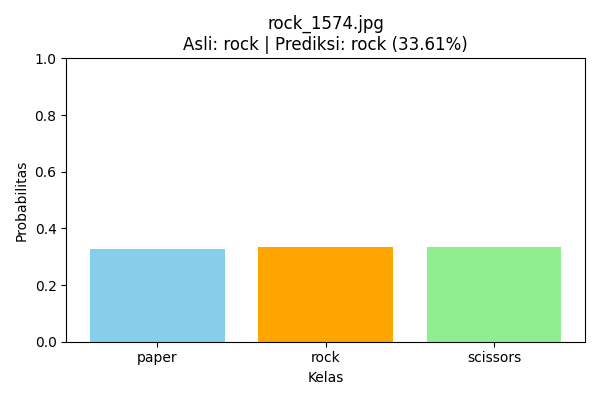 rock_1574.jpg
Asli: rock | Prediksi: rock (33.61%)
1.0
0.8
0.6
0.4
0.2
0.0
Probabilitas
paper
rock
scissors
Kelas